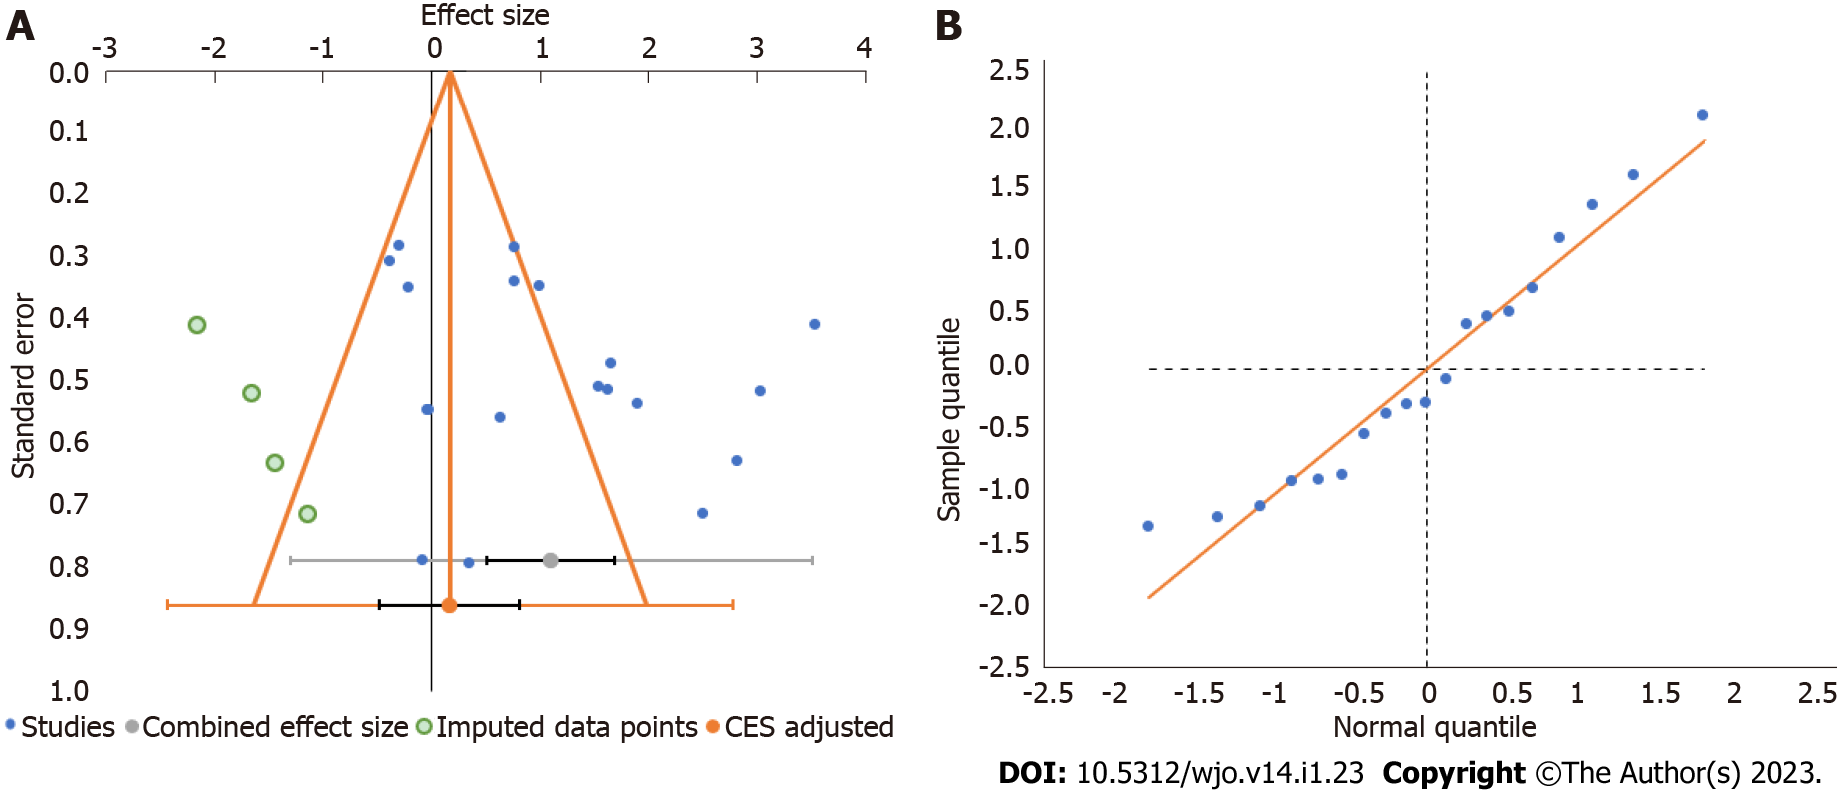 A
Effect size
-3 -2 -1 0 1 2 3 4
0.0
0.1
0.2
0.3
0.4
0.5
0.6
0.7
0.8
0.9
1.0
Standard error
Studies Combined effect size Imputed data points CES adjusted
B
2.5
2.0
1.5
1.0
0.5
0.0
-0.5
-1.0
-1.5
-2.0
-2.5
Sample quantile
-2.5 -2 -1.5 -1 -0.5 0 0.5 1 1.5 2 2.5
Normal quantile
DOI: 10.5312/wjo.v14.i1.23 Copyright ©The Author(s) 2023.